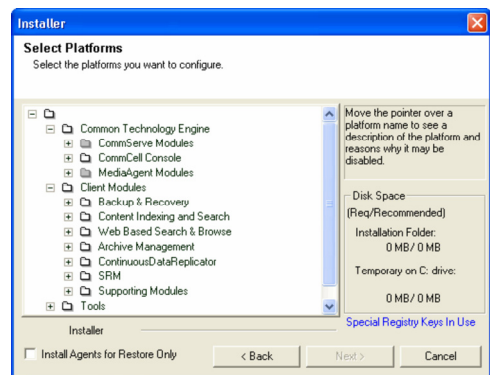 Installer
Select Platforms
Select the platforms you want to configure.
Common Technology Engine
CommServe Modules
CommCell Console
MediaAgent Modules
Client Modules
Backup & Recovery
Content Indexing and Search
Web Based Search & Browse
Archive Management
ContinuousDataReplicator
SRM
Supporting Modules
Tools
Move the pointer over a
platform name to see a
description of the platform and
reasons why it may be
disabled.
Disk Space
(Req/Recommended)
Installation Folder:
0 MB/ 0 MB
Temporary on C: drive:
0 MB/ 0 MB
Special Registry Keys In Use
Installer
Install Agents for Restore Only
< Back
Next >
Cancel